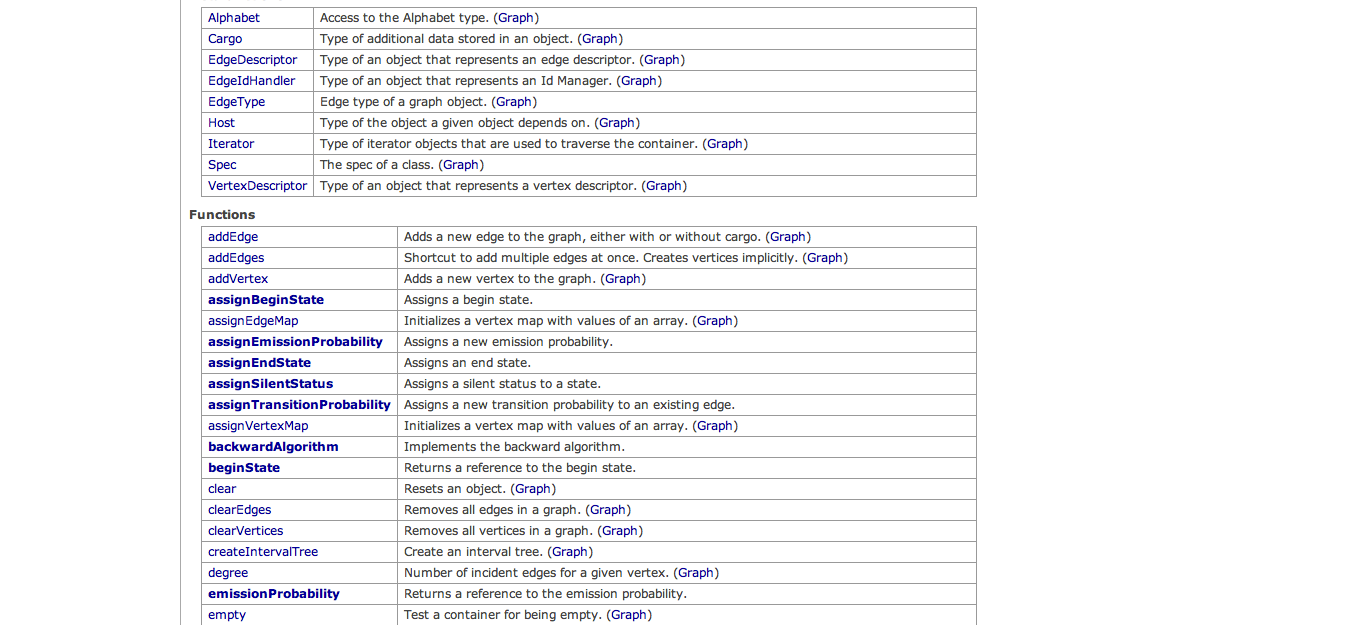 Alphabet Access to the Alphabet type. (Graph)
Cargo Type of additional data stored in an object. (Graph)
EdgeDescriptor Type of an object that represents an edge descriptor. (Graph)
EdgeIdHandler Type of an object that represents an Id Manager. (Graph)
EdgeType Edge type of a graph object. (Graph)
Host Type of the object a given object depends on. (Graph)
Iterator Type of iterator objects that are used to traverse the container. (Graph)
Spec The spec of a class. (Graph)
VertexDescriptor Type of an object that represents a vertex descriptor. (Graph)
Functions
addEdge Adds a new edge to the graph, either with or without cargo. (Graph)
addEdges Shortcut to add multiple edges at once. Creates vertices implicitly. (Graph)
addVertex Adds a new vertex to the graph. (Graph)
assignBeginState Assigns a begin state.
assignEdgeMap Initializes a vertex map with values of an array. (Graph)
assignEmissionProbability Assigns a new emission probability.
assignEndState Assigns an end state.
assignSilentStatus Assigns a silent status to a state.
assignTransitionProbability Assigns a new transition probability to an existing edge.
assignVertexMap Initializes a vertex map with values of an array. (Graph)
backwardAlgorithm Implements the backward algorithm.
beginState Returns a reference to the begin state.
clear Resets an object. (Graph)
clearEdges Removes all edges in a graph. (Graph)
clearVertices Removes all vertices in a graph. (Graph)
createIntervalTree Create an interval tree. (Graph)
degree Number of incident edges for a given vertex. (Graph)
emissionProbability Returns a reference to the emission probability.
empty Test a container for being empty. (Graph)